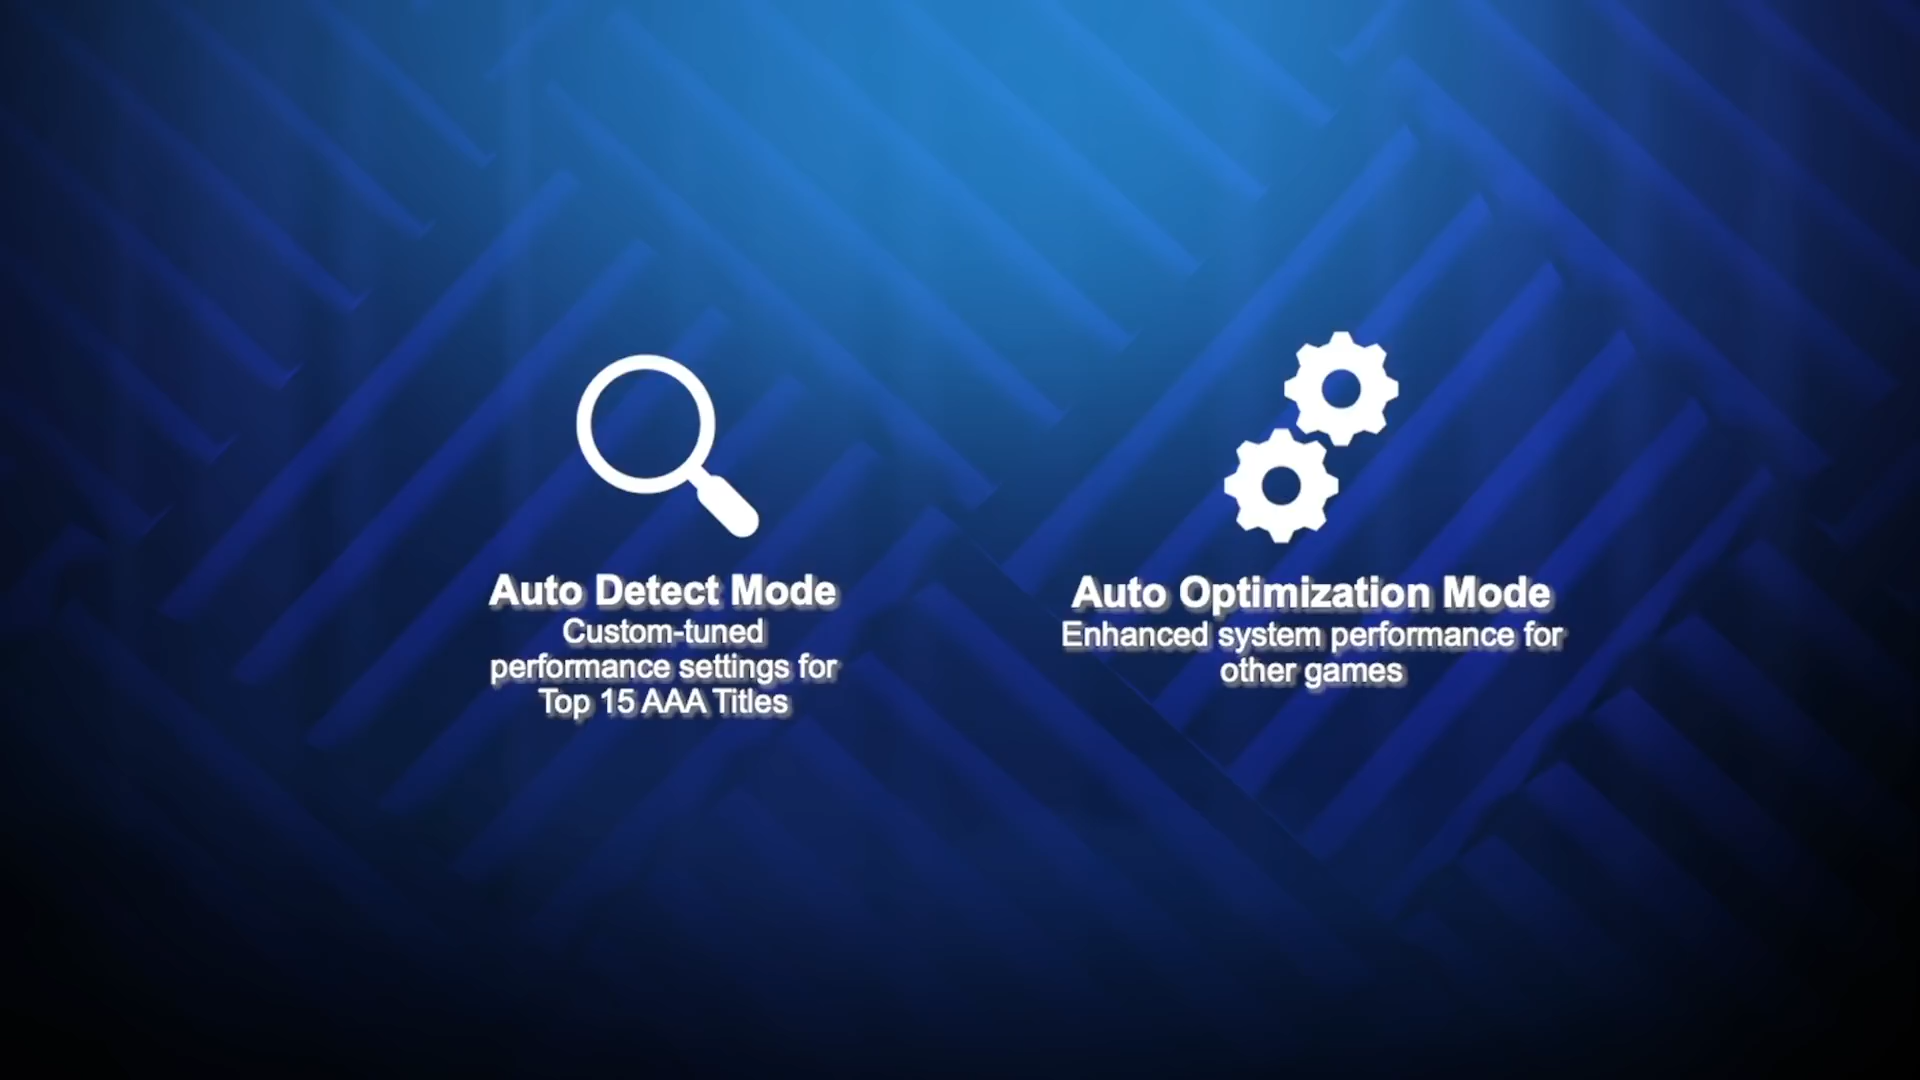 Auto Detect Mode
Custom-tuned
performance settings for
Top 15 AAA Titles
Auto Optimization Mode
Enhanced system performance for
other games